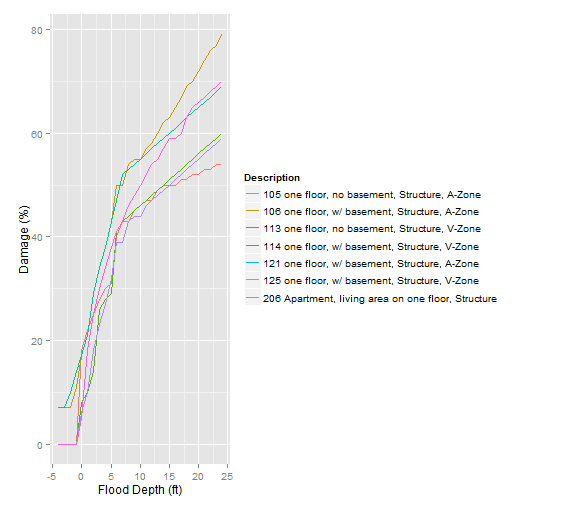 80
60
40
20
0
Damage (%)
-5 0 5 10 15 20 25
Flood Depth (ft)
Description
105 one floor, no basement, Structure, A-Zone
106 one floor, w/ basement, Structure, A-Zone
113 one floor, no basement, Structure, V-Zone
114 one floor, w/ basement, Structure, V-Zone
121 one floor, w/ basement, Structure, A-Zone
125 one floor, w/ basement, Structure, V-Zone
206 Apartment, living area on one floor, Structure